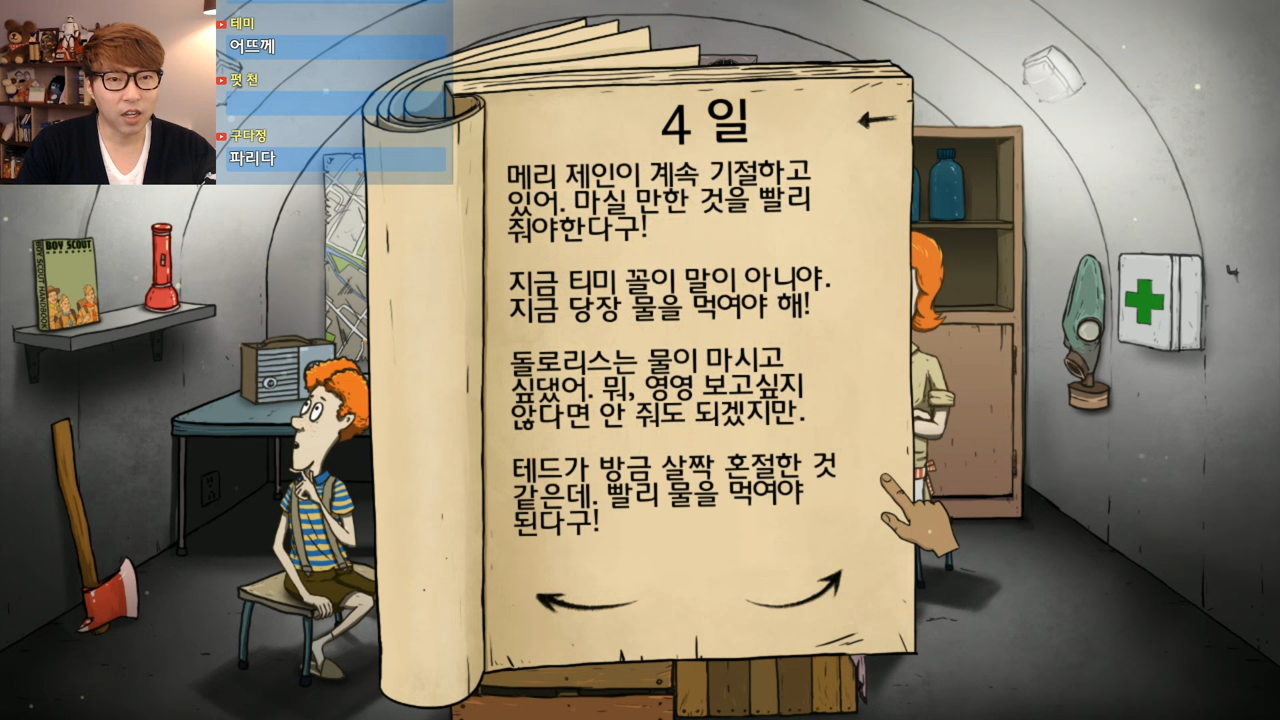 테미
어뜨께
펏 천
구다정
파리다
4 일
메리 제인이 계속 기절하고
있어. 마실 만한 것을 빨리
줘야한다구!
지금 티미 꼴이 말이 아니야.
지금 당장 물을 먹여야 해!
돌로리스는 물이 마시고
싶댔어. 뭐, 영영 보고싶지
않다면 안 줘도 되겠지만.
테드가 방금 살짝 혼절한 것
같은데. 빨리 물을 먹여야
된다구!
BOY SCOUT
BOY SCOUT HANDBOOK